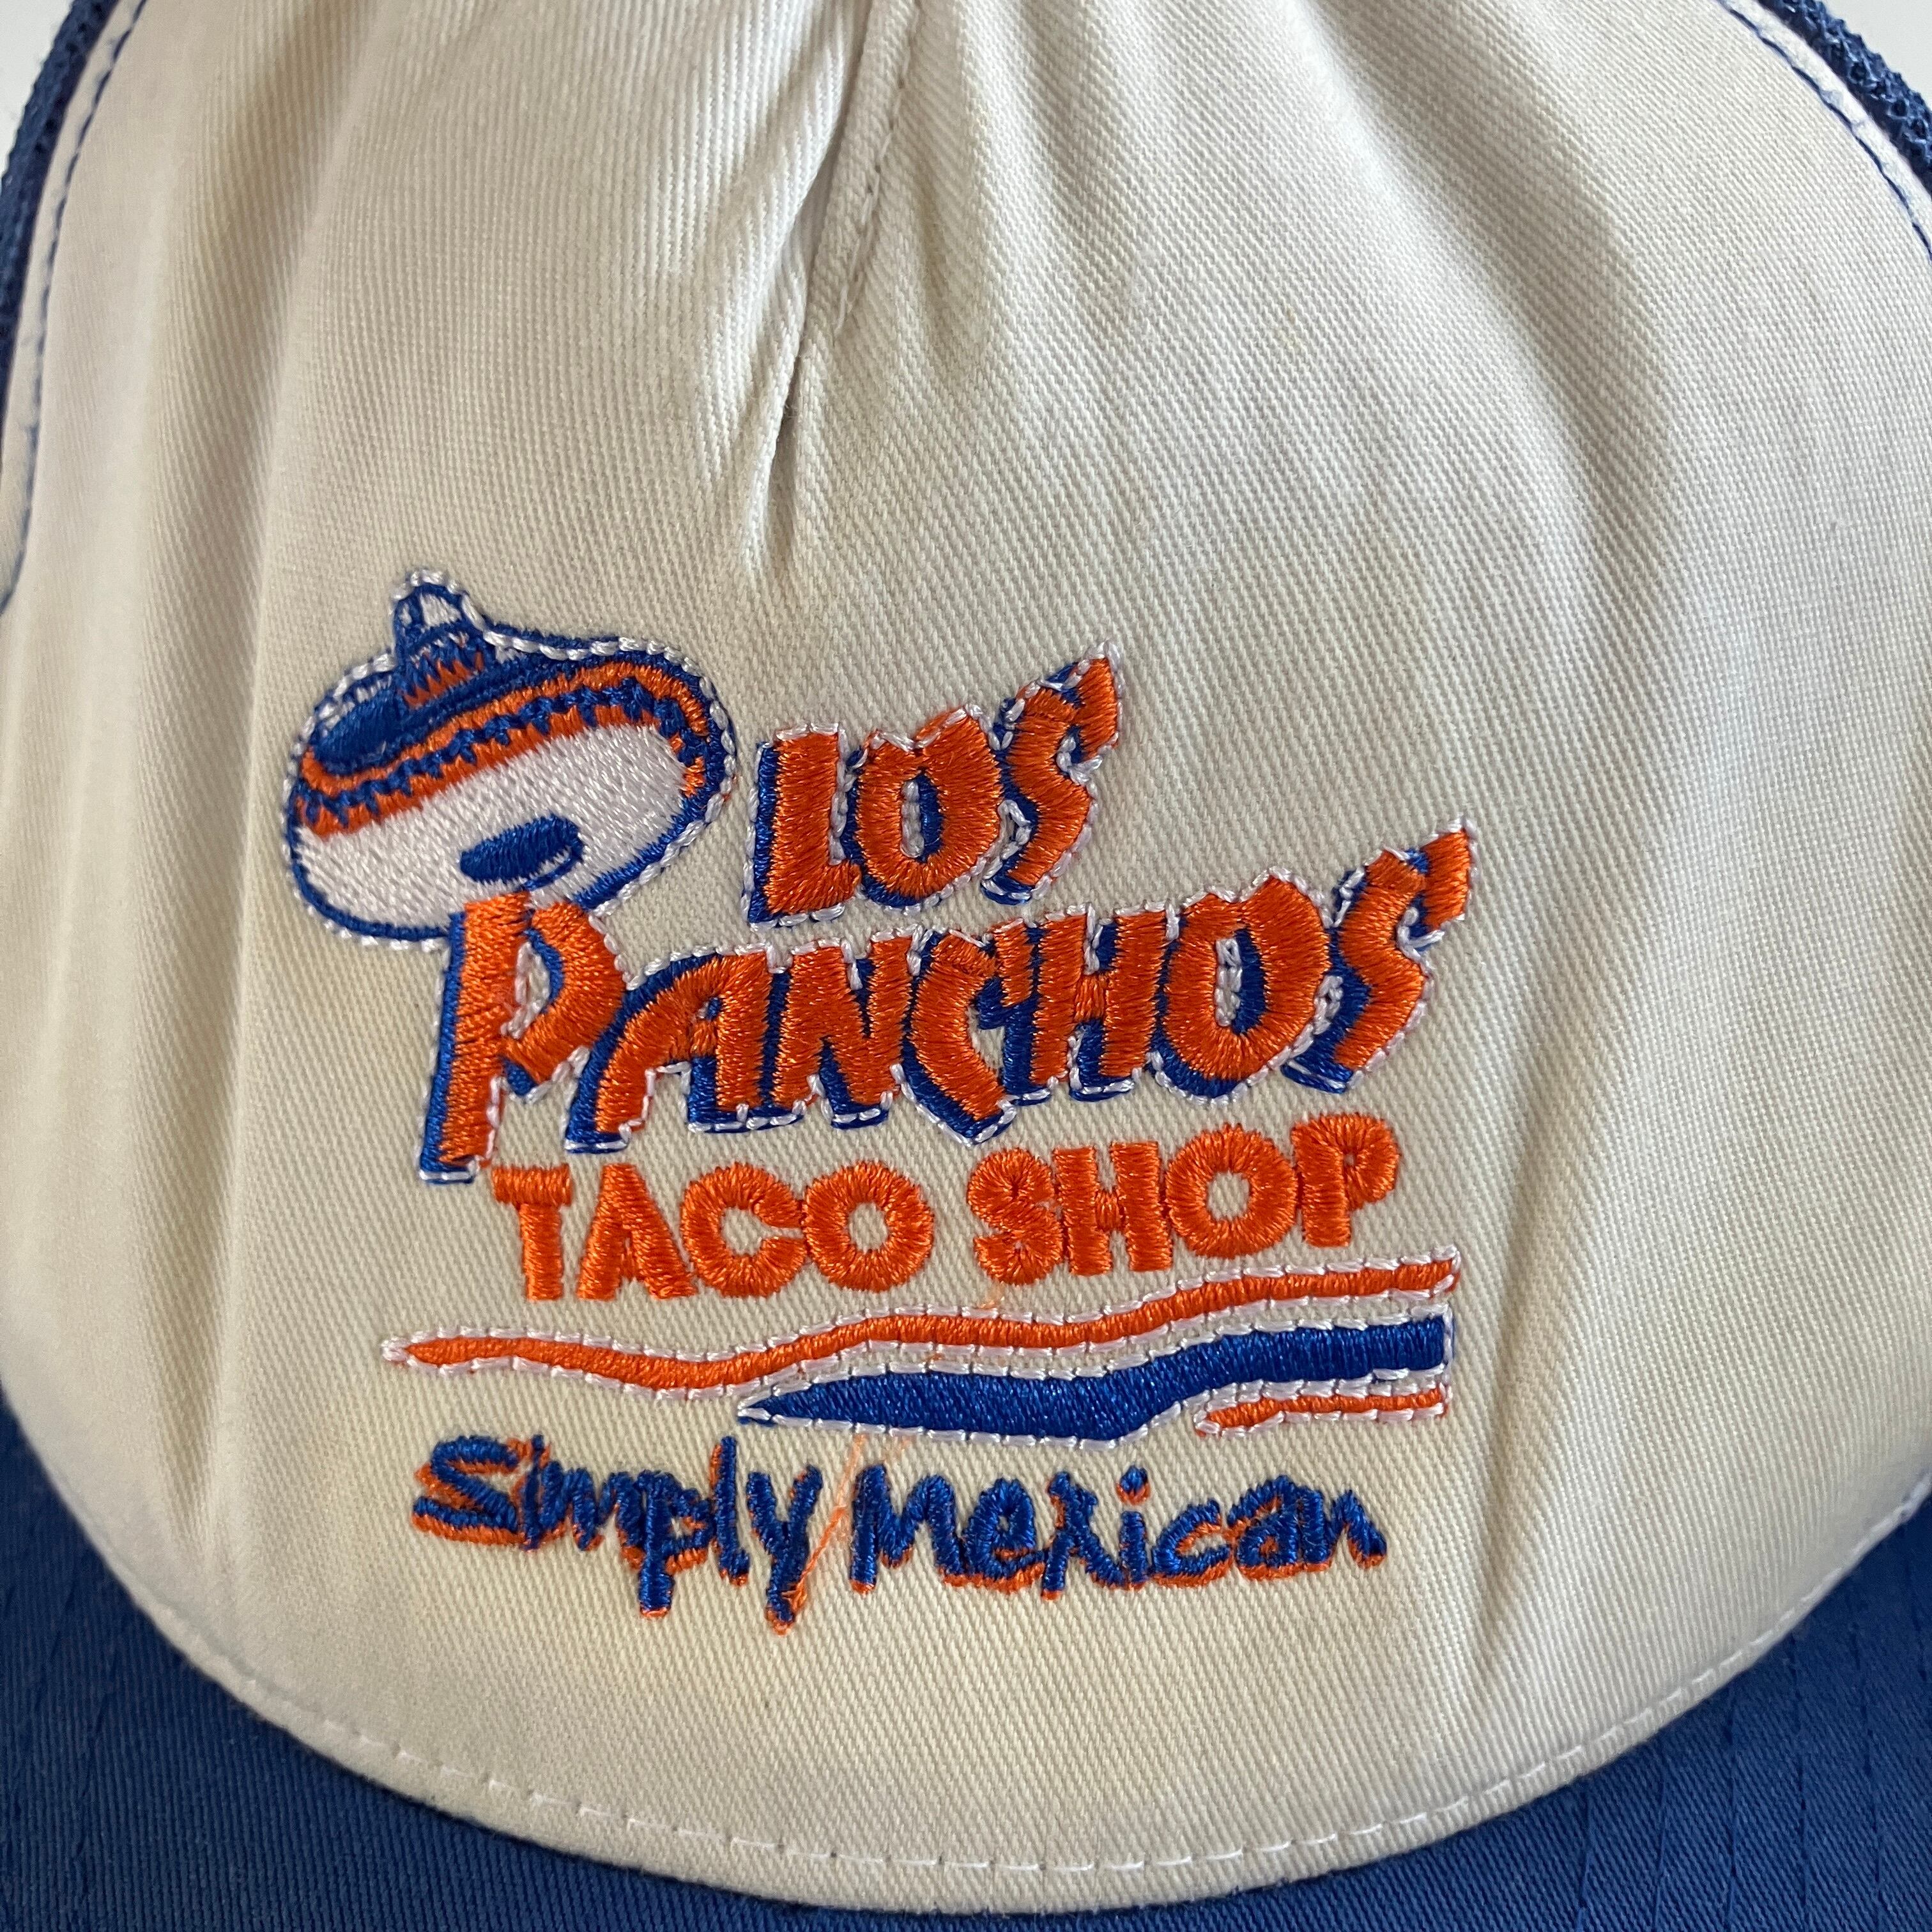 LOS
PANCHOS
TACO SHOP
Simply Mexican